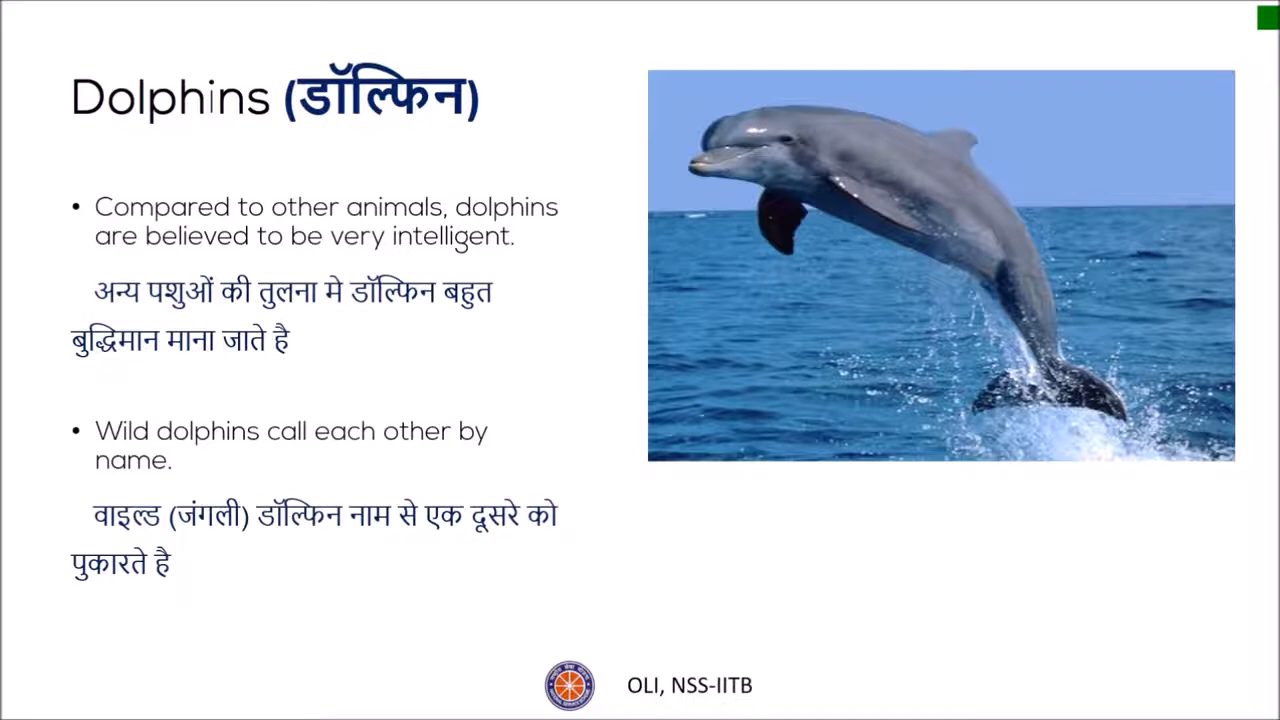 Dolphins (डॉल्फिन)
• Compared to other animals, dolphins
are believed to be very intelligent.
अन्य पशुओं की तुलना मे डॉल्फिन बहुत
बुद्धिमान माना जाते है
• Wild dolphins call each other by
name.
वाइल्ड (जंगली) डॉल्फिन नाम से एक दूसरे को
पुकारते है
OLI, NSS-IITB